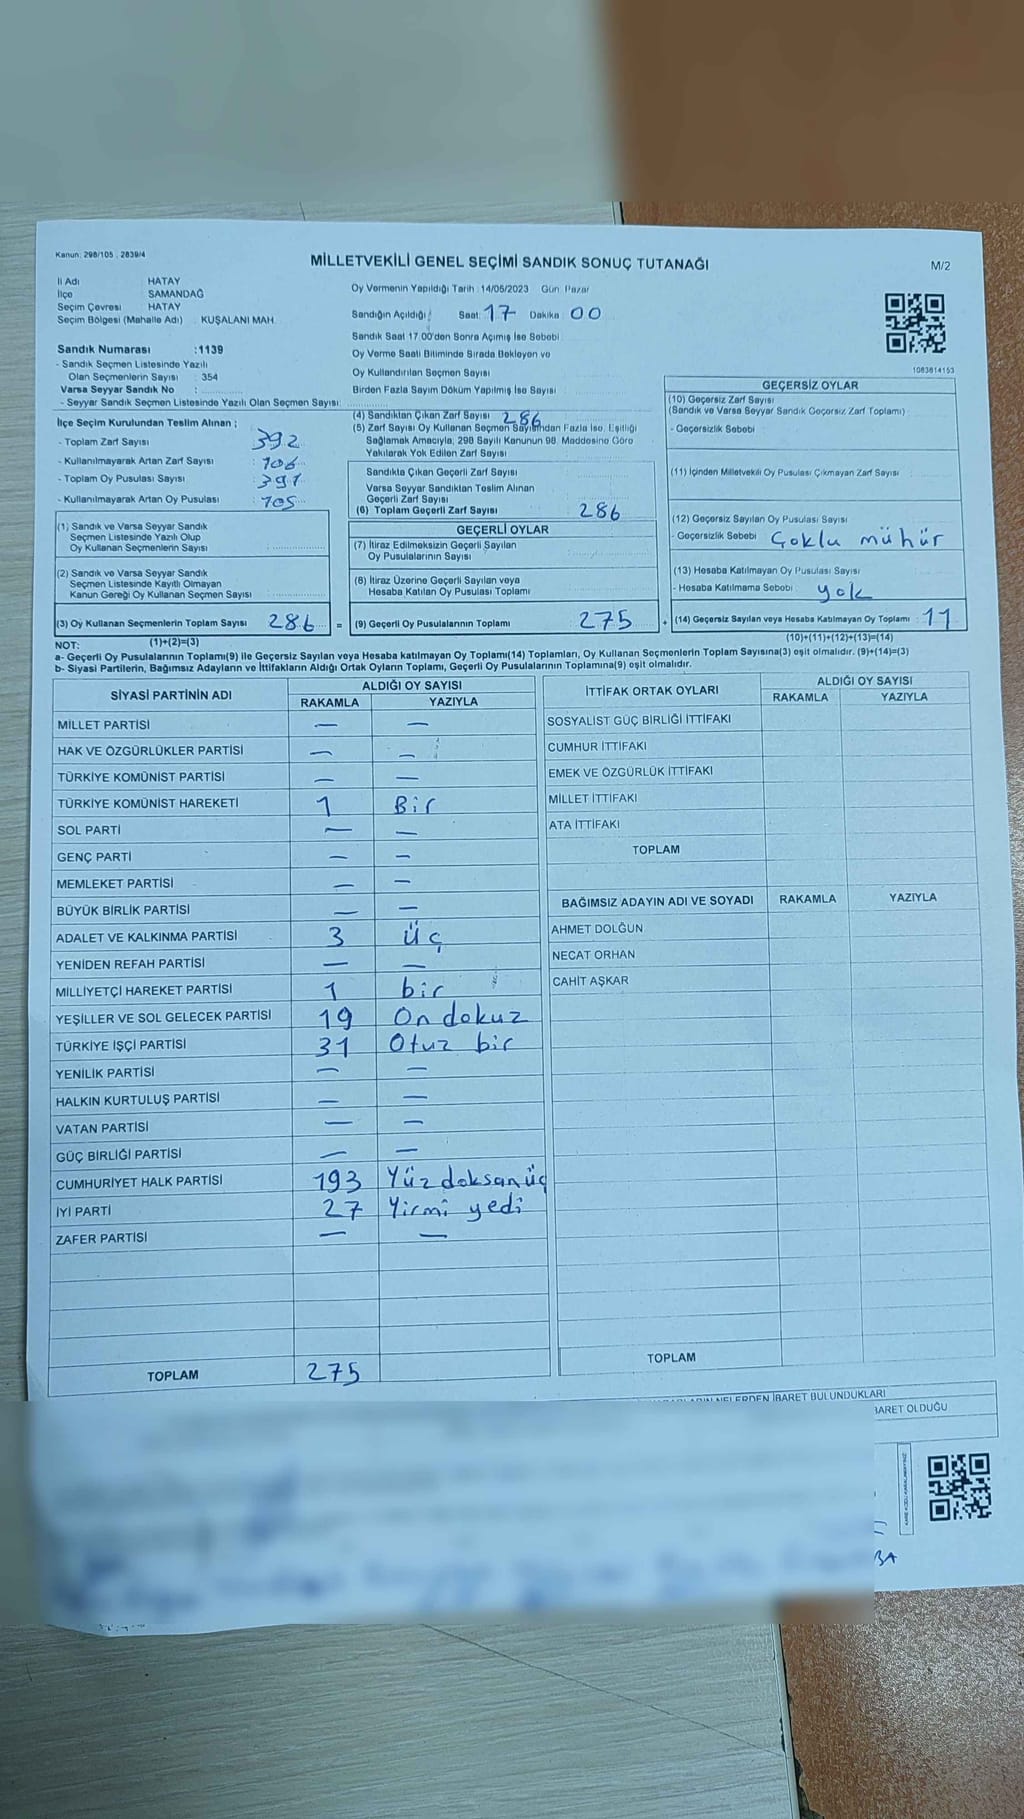 Kanun: 298/105 . 2839/4
MİLLETVEKİLİ GENEL SEÇİMİ SANDIK SONUÇ TUTANAĞI
M/2
İl Adı HATAY
İlçe SAMANDAĞ
Seçim Çevresi HATAY
Seçim Bölgesi (Mahalle Adı) KUŞALANI MAH.
Sandık Numarası :1139
- Sandık Seçmen Listesinde Yazılı
Olan Seçmenlerin Sayısı : 354
Varsa Seyyar Sandık No :
- Seyyar Sandık Seçmen Listesinde Yazılı Olan Seçmen Sayısı:
Oy Vermenin Yapıldığı Tarih :14/05/2023 Gün Pazar
Sandığın Açıldığı Saat: 17 Dakika: 00
Sandık Saat 17.00'den Sonra Açılmış İse Sebebi
Oy Verme Saati Bitiminde Sırada Bekleyen ve
Oy Kullandırılan Seçmen Sayısı
Birden Fazla Sayım Döküm Yapılmış İse Sayısı
1083814153
İlçe Seçim Kurulundan Teslim Alınan ;
- Toplam Zarf Sayısı : 392
- Kullanılmayarak Artan Zarf Sayısı : 106
- Toplam Oy Pusulası Sayısı : 391
- Kullanılmayarak Artan Oy Pusulası : 105
(4) Sandıktan Çıkan Zarf Sayısı : 286
(5) Zarf Sayısı Oy Kullanan Seçmen Sayısından Fazla İse, Eşitliği
Sağlamak Amacıyla, 298 Sayılı Kanunun 98. Maddesine Göre
Yakılarak Yok Edilen Zarf Sayısı
Sandıkta Çıkan Geçerli Zarf Sayısı
Varsa Seyyar Sandıktan Teslim Alınan
Geçerli Zarf Sayısı
(6) Toplam Geçerli Zarf Sayısı 286
GEÇERSİZ OYLAR
(10) Geçersiz Zarf Sayısı
(Sandık ve Varsa Seyyar Sandık Geçersiz Zarf Toplamı)
- Geçersizlik Sebebi
(11) İçinden Milletvekili Oy Pusulası Çıkmayan Zarf Sayısı
(12) Geçersiz Sayılan Oy Pusulası Sayısı
- Geçersizlik Sebebi : Çoklu mühür
(13) Hesaba Katılmayan Oy Pusulası Sayısı
- Hesaba Katılmama Sebebi : yok
(1) Sandık ve Varsa Seyyar Sandık
Seçmen Listesinde Yazılı Olup
Oy Kullanan Seçmenlerin Sayısı
(2) Sandık ve Varsa Seyyar Sandık
Seçmen Listesinde Kayıtlı Olmayan
Kanun Gereği Oy Kullanan Seçmen Sayısı
GEÇERLİ OYLAR
(7) İtiraz Edilmeksizin Geçerli Sayılan
Oy Pusulalarının Sayısı
(8) İtiraz Üzerine Geçerli Sayılan veya
Hesaba Katılan Oy Pusulası Toplamı
(3) Oy Kullanan Seçmenlerin Toplam Sayısı 286 = (9) Geçerli Oy Pusulalarının Toplamı 275 + (14) Geçersiz Sayılan veya Hesaba Katılmayan Oy Toplamı : 11
NOT: (1)+(2)=(3) (10)+(11)+(12)+(13)=(14)
a- Geçerli Oy Pusulalarının Toplamı(9) ile Geçersiz Sayılan veya Hesaba katılmayan Oy Toplamı(14) Toplamları, Oy Kullanan Seçmenlerin Toplam Sayısına(3) eşit olmalıdır. (9)+(14)=(3)
b- Siyasi Partilerin, Bağımsız Adayların ve İttifakların Aldığı Ortak Oyların Toplamı, Geçerli Oy Pusulalarının Toplamına(9) eşit olmalıdır.
SİYASİ PARTİNİN ADI ALDIĞI OY SAYISI
RAKAMLA YAZIYLA
MİLLET PARTİSİ — —
HAK VE ÖZGÜRLÜKLER PARTİSİ — —
TÜRKİYE KOMÜNİST PARTİSİ — —
TÜRKİYE KOMÜNİST HAREKETİ 1 Bir
SOL PARTİ — —
GENÇ PARTİ — —
MEMLEKET PARTİSİ — —
BÜYÜK BİRLİK PARTİSİ — —
ADALET VE KALKINMA PARTİSİ 3 üç
YENİDEN REFAH PARTİSİ — —
MİLLİYETÇİ HAREKET PARTİSİ 1 bir
YEŞİLLER VE SOL GELECEK PARTİSİ 19 On dokuz
TÜRKİYE İŞÇİ PARTİSİ 31 Otuz bir
YENİLİK PARTİSİ — —
HALKIN KURTULUŞ PARTİSİ — —
VATAN PARTİSİ — —
GÜÇ BİRLİĞİ PARTİSİ — —
CUMHURİYET HALK PARTİSİ 193 Yüz doksan üç
İYİ PARTİ 27 Yirmi yedi
ZAFER PARTİSİ — —
TOPLAM 275
İTTİFAK ORTAK OYLARI ALDIĞI OY SAYISI
RAKAMLA YAZIYLA
SOSYALİST GÜÇ BİRLİĞİ İTTİFAKI
CUMHUR İTTİFAKI
EMEK VE ÖZGÜRLÜK İTTİFAKI
MİLLET İTTİFAKI
ATA İTTİFAKI
TOPLAM
BAĞIMSIZ ADAYIN ADI VE SOYADI RAKAMLA YAZIYLA
AHMET DOLĞUN
NECAT ORHAN
CAHİT AŞKAR
TOPLAM
NELERDEN İBARET BULUNDUKLARI
BARET OLDUĞU